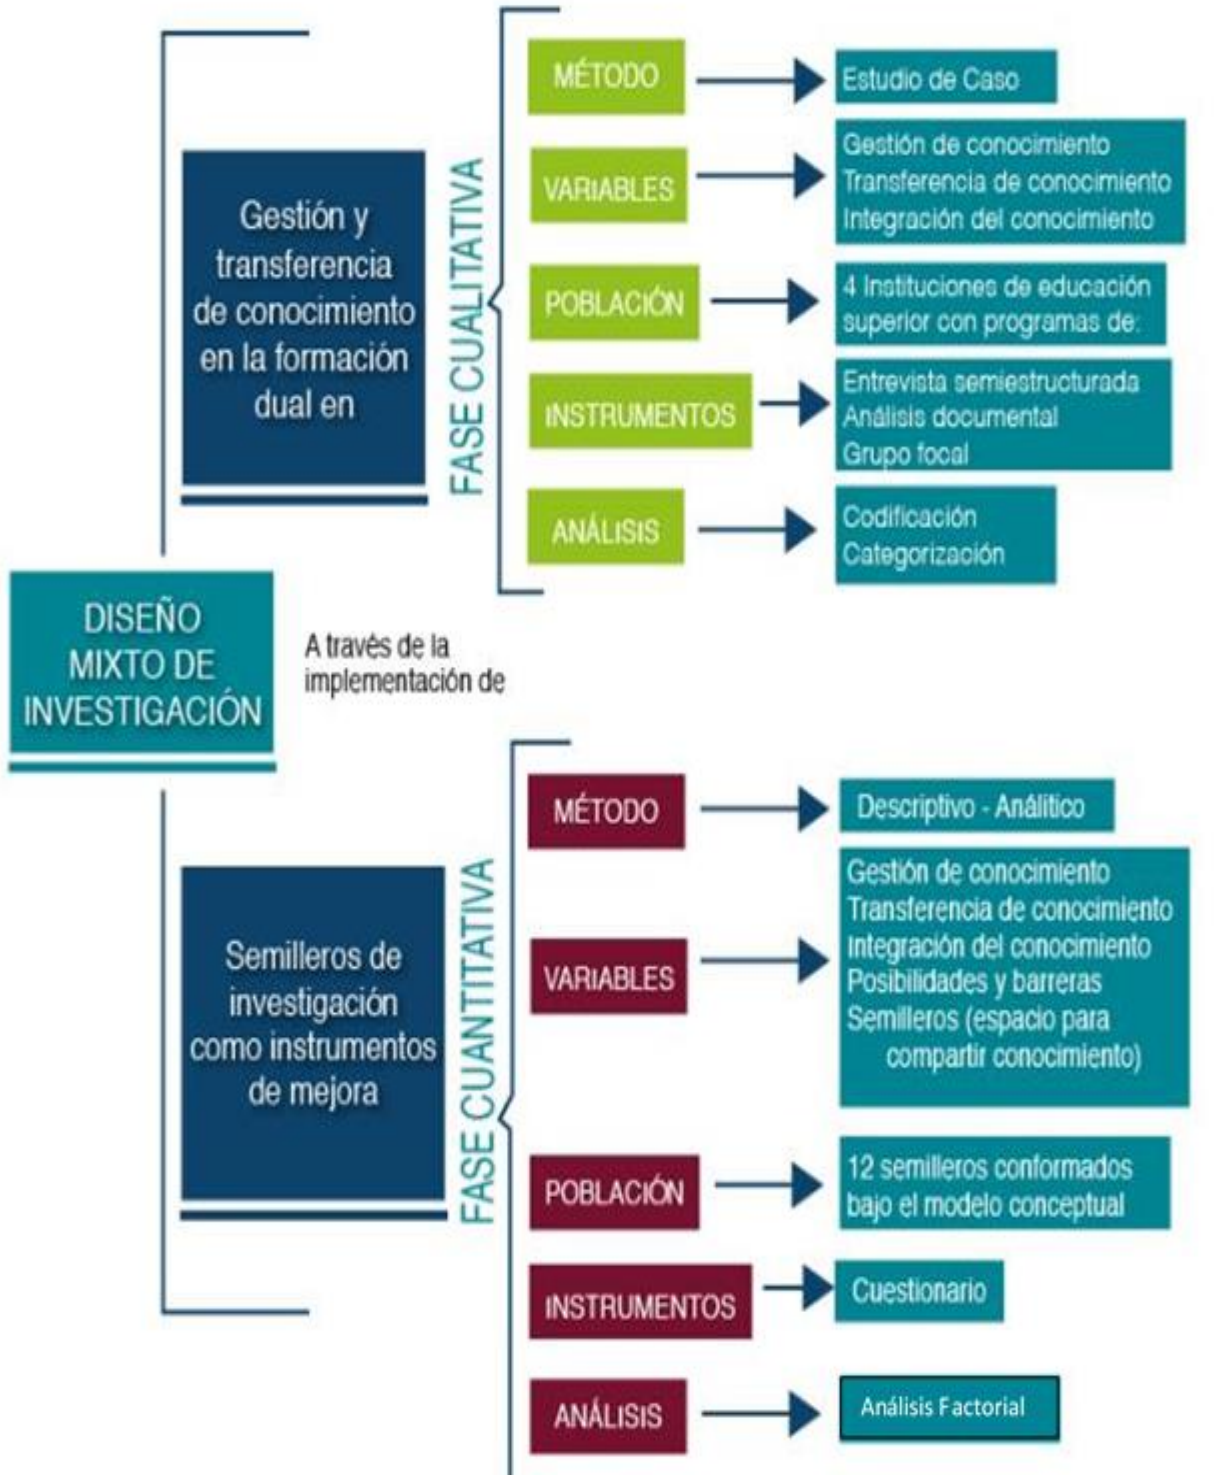 DISEÑO
MIXTO DE
INVESTIGACIÓN
A través de la
implementación de
Gestión y
transferencia
de conocimiento
en la formación
dual en
FASE CUALITATIVA
MÉTODO
Estudio de Caso
VARIABLES
Gestión de conocimiento
Transferencia de conocimiento
Integración del conocimiento
POBLACIÓN
4 Instituciones de educación
superior con programas de:
INSTRUMENTOS
Entrevista semiestructurada
Análisis documental
Grupo focal
ANÁLISIS
Codificación
Categorización
Semilleros de
investigación
como instrumentos
de mejora
FASE CUANTITATIVA
MÉTODO
Descriptivo - Análitico
VARIABLES
Gestión de conocimiento
Transferencia de conocimiento
Integración del conocimiento
Posibilidades y barreras
Semilleros (espacio para
compartir conocimiento)
POBLACIÓN
12 semilleros conformados
bajo el modelo conceptual
INSTRUMENTOS
Cuestionario
ANÁLISIS
Análisis Factorial